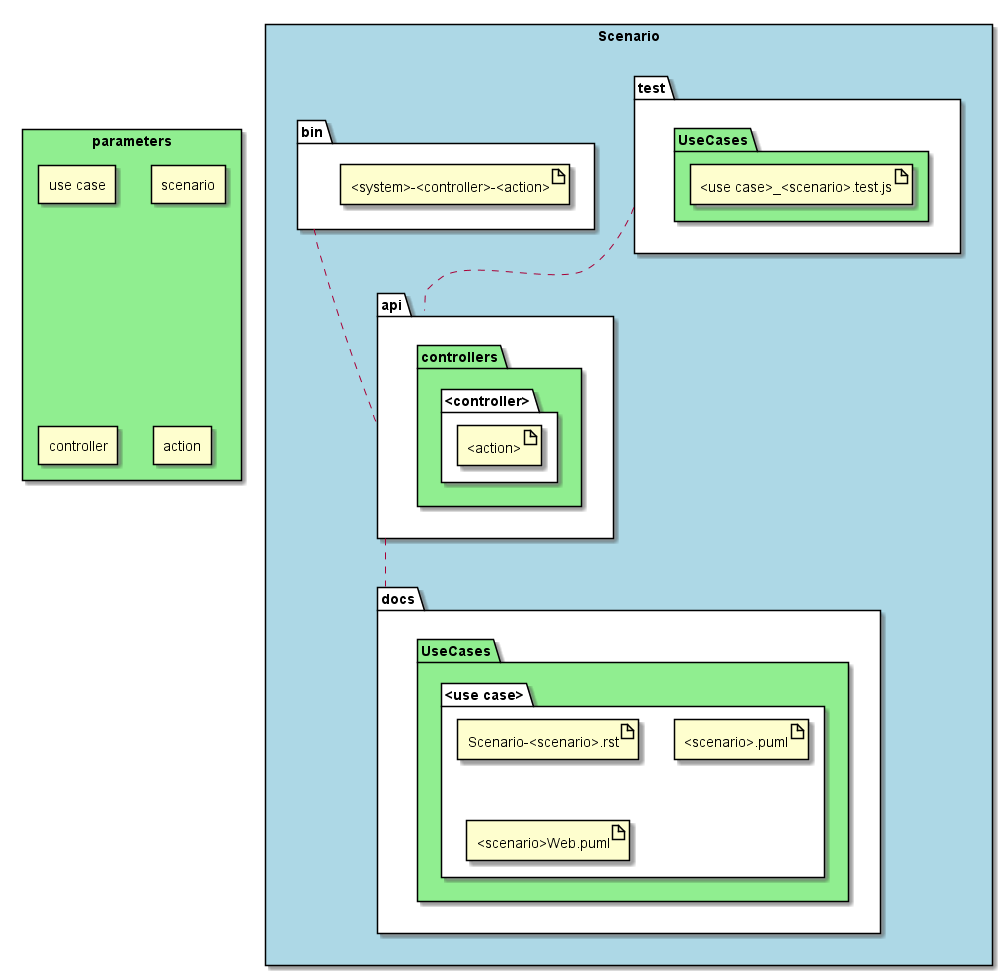 Scenario
test
bin
parameters
UseCases
use case
scenario
<system>-<controller>-<action>
<use case>_<scenario>.test.js
api
controllers
<controller>
controller
action
<action>
docs
UseCases
<use case>
Scenario-<scenario>.rst
<scenario>.puml
<scenario>Web.puml